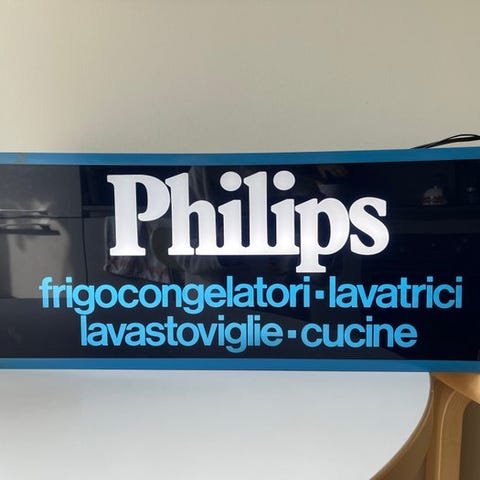 Philips
frigocongelatori·lavatrici
lavastoviglie·cucine